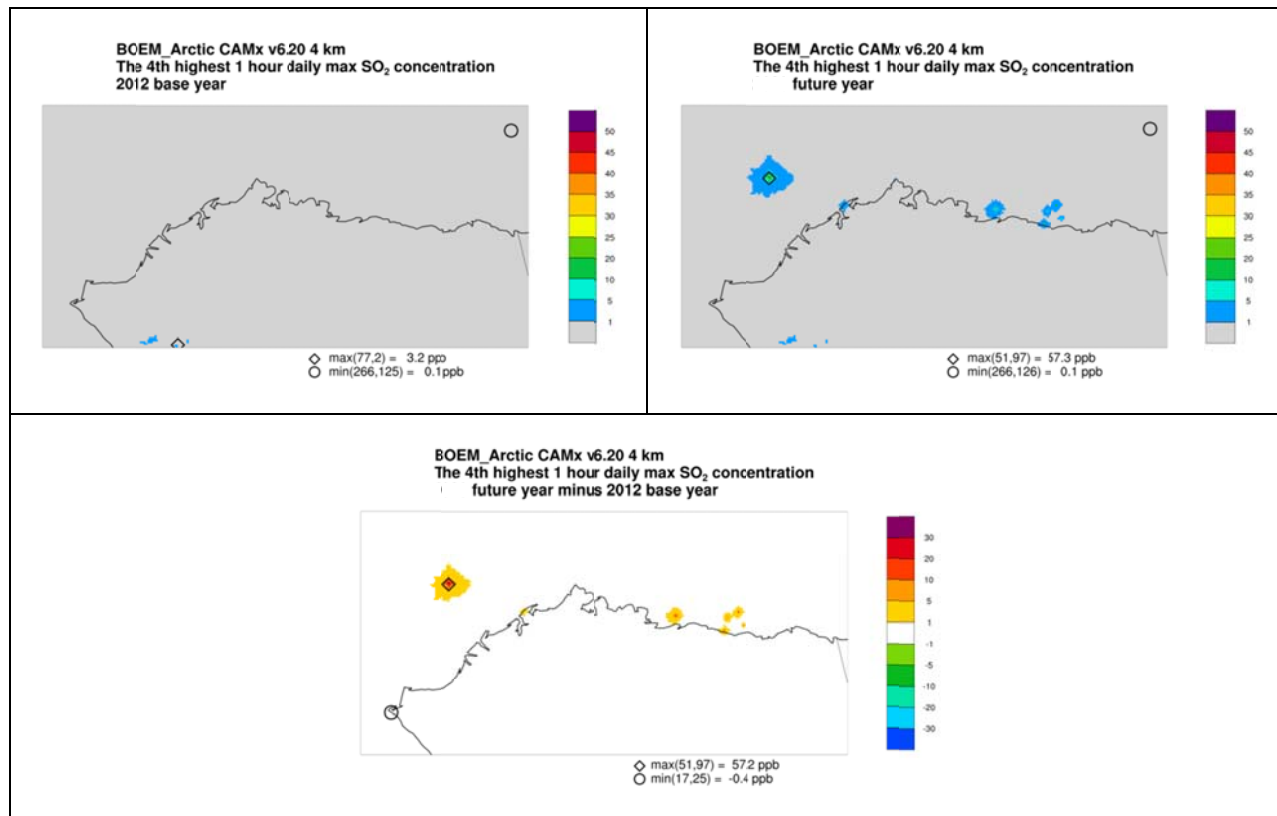 BOEM_Arctic CAMx v6.20 4 km
The 4th highest 1 hour daily max SO₂ concentration
2012 base year
50
45
40
35
30
25
20
10
5
1
max(77,2) = 3.2 ppb
min(266,125) = 0.1 ppb
BOEM_Arctic CAMx v6.20 4 km
The 4th highest 1 hour daily max SO₂ concentration
future year
50
45
40
35
30
25
20
10
5
1
max(51,97) = 57.3 ppb
min(266,126) = 0.1 ppb
BOEM_Arctic CAMx v6.20 4 km
The 4th highest 1 hour daily max SO₂ concentration
future year minus 2012 base year
30
20
10
5
1
-1
-5
-10
-20
-30
max(51,97) = 57.2 ppb
min(17,25) = -0.4 ppb